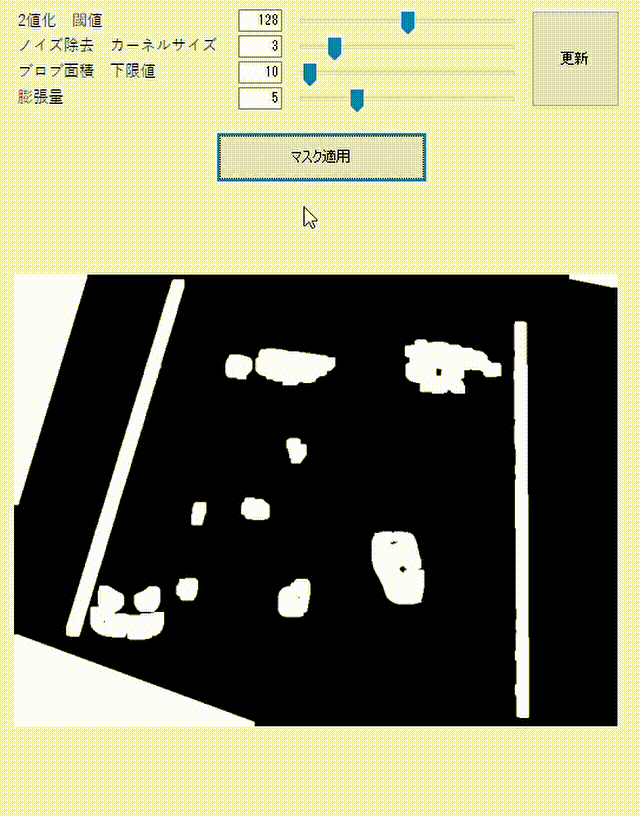 2値化 閾値 128
ノイズ除去 カーネルサイズ 3
ブロブ面積 下限値 10
膨張量 5
更新
マスク適用